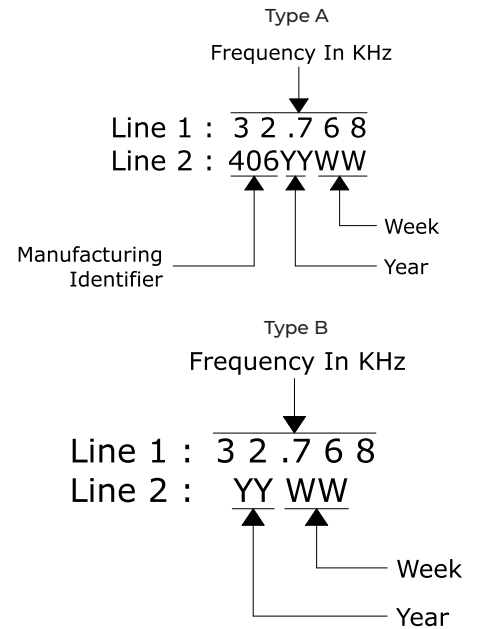 Type A
Frequency In KHz
Line 1 : 3 2 .7 6 8
Line 2 : 406YYWW
Week
Manufacturing
Identifier
Year
Type B
Frequency In KHz
Line 1 : 3 2 .7 6 8
Line 2 : YY WW
Week
Year